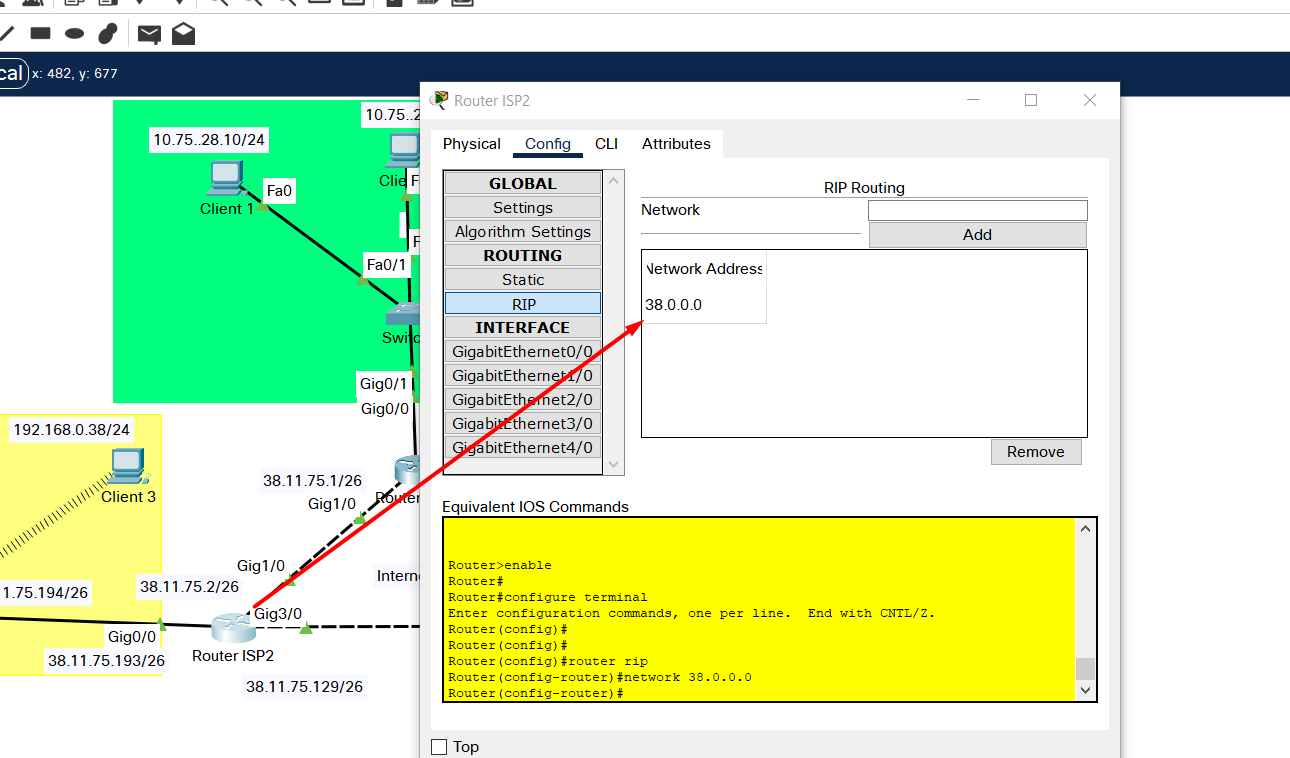 cal x: 482, y: 677
Router ISP2
Physical Config CLI Attributes
GLOBAL
Settings
Algorithm Settings
ROUTING
Static
RIP
INTERFACE
GigabitEthernet0/0
GigabitEthernet1/0
GigabitEthernet2/0
GigabitEthernet3/0
GigabitEthernet4/0
RIP Routing
Network
Add
Network Address
38.0.0.0
Remove
Equivalent IOS Commands
Router>enable
Router#
Router#configure terminal
Enter configuration commands, one per line. End with CNTL/Z.
Router(config)#
Router(config)#
Router(config)#router rip
Router(config-router)#network 38.0.0.0
Router(config-router)#
Top
10.75..28.10/24
10.75..2
Fa0
Client 1
Clie
F
F
Fa0/1
Switc
Gig0/1
Gig0/0
192.168.0.38/24
Client 3
38.11.75.1/26
Gig1/0
Router
Gig1/0
Interne
38.11.75.2/26
1.75.194/26
Gig3/0
Gig0/0
Router ISP2
38.11.75.193/26
38.11.75.129/26